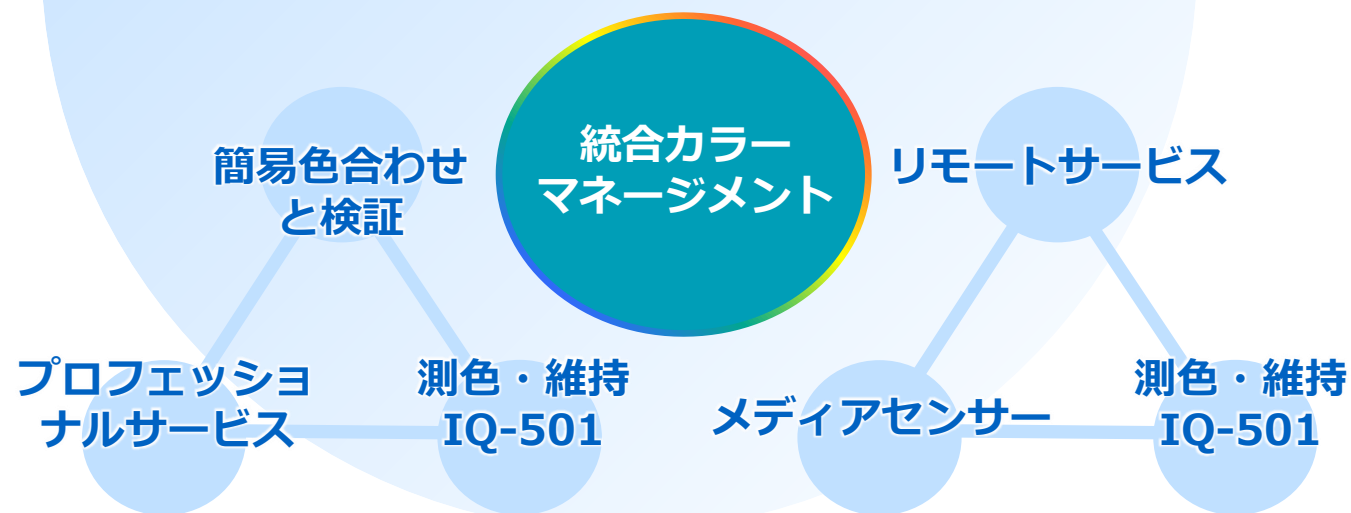 統合カラー
マネージメント
簡易色合わせ
と検証
プロフェッショ
ナルサービス
測色・維持
IQ-501
リモートサービス
メディアセンサー
測色・維持
IQ-501